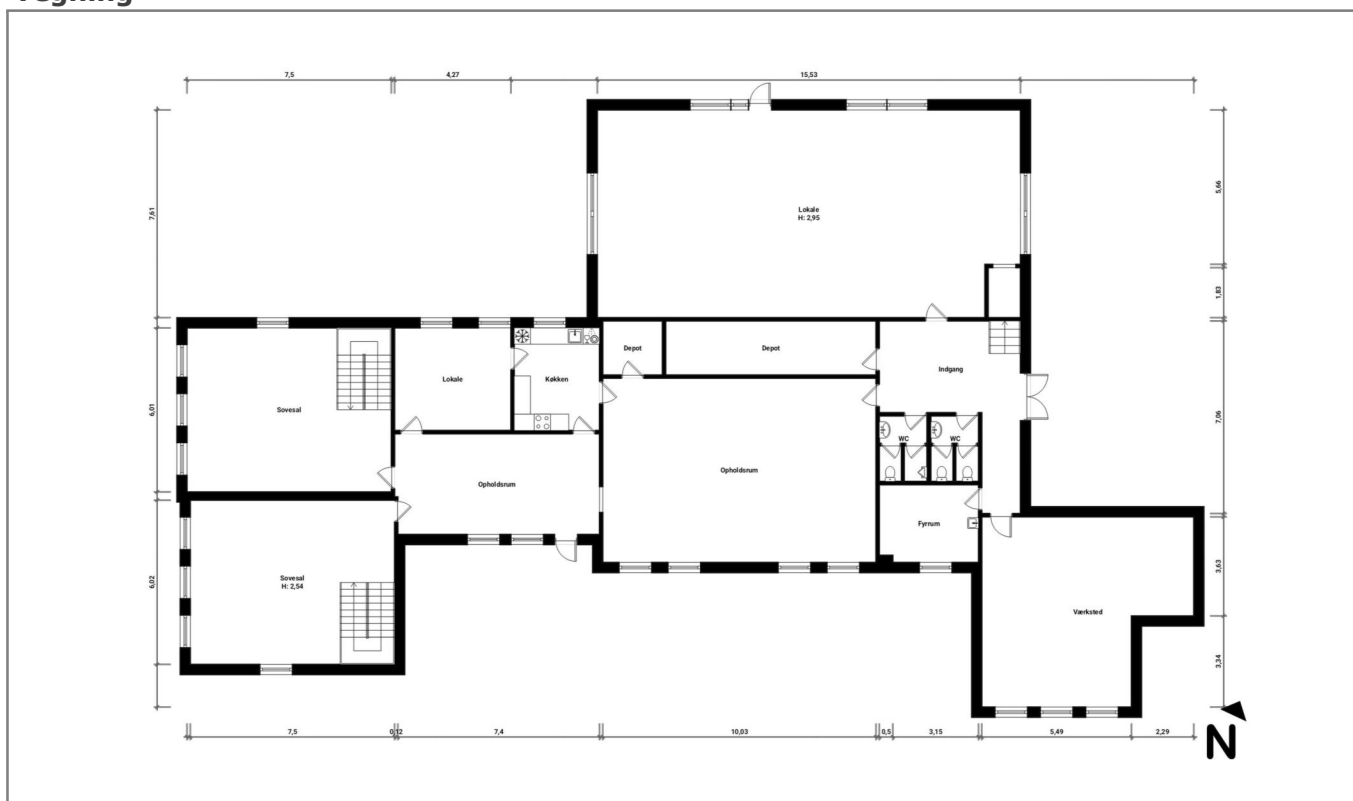 7,5
4,27
15,53
7,61
5,66
Lokale
H: 2,95
1,83
Depot
Depot
Indgang
Lokale
Køkken
6,01
Sovesal
7,06
WC
WC
Opholdsrum
Opholdsrum
Fyrrum
6,02
Sovesal
H: 2,54
3,63
Værksted
3,34
7,5
0,12
7,4
10,03
0,5
3,15
5,49
2,29
N